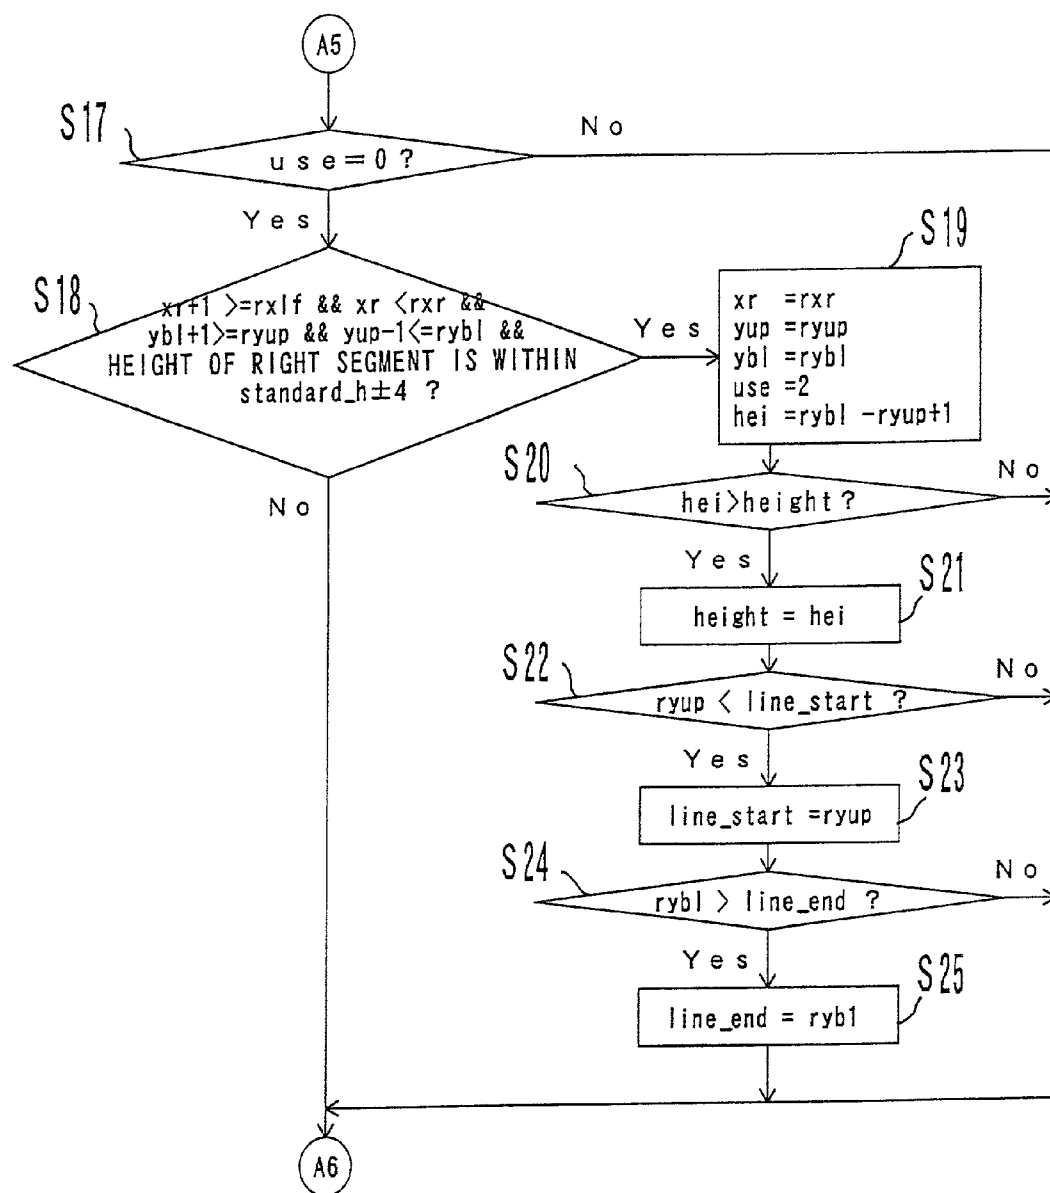 A5
S17
No
use=0?
Yes
S18
xr+1 >=rxlf && xr <rxr &&
ybl+1>=ryup && yup-1<=rybl &&
HEIGHT OF RIGHT SEGMENT IS WITHIN
standard_h±4 ?
Yes
No
S19
xr =rxr
yup =ryup
ybl =rybl
use =2
hei =rybl -ryup+1
S20
No
hei>height?
Yes
S21
height = hei
S22
No
ryup < line_start ?
Yes
S23
line_start =ryup
S24
No
rybl > line_end ?
Yes
S25
line_end = ryb1
A6